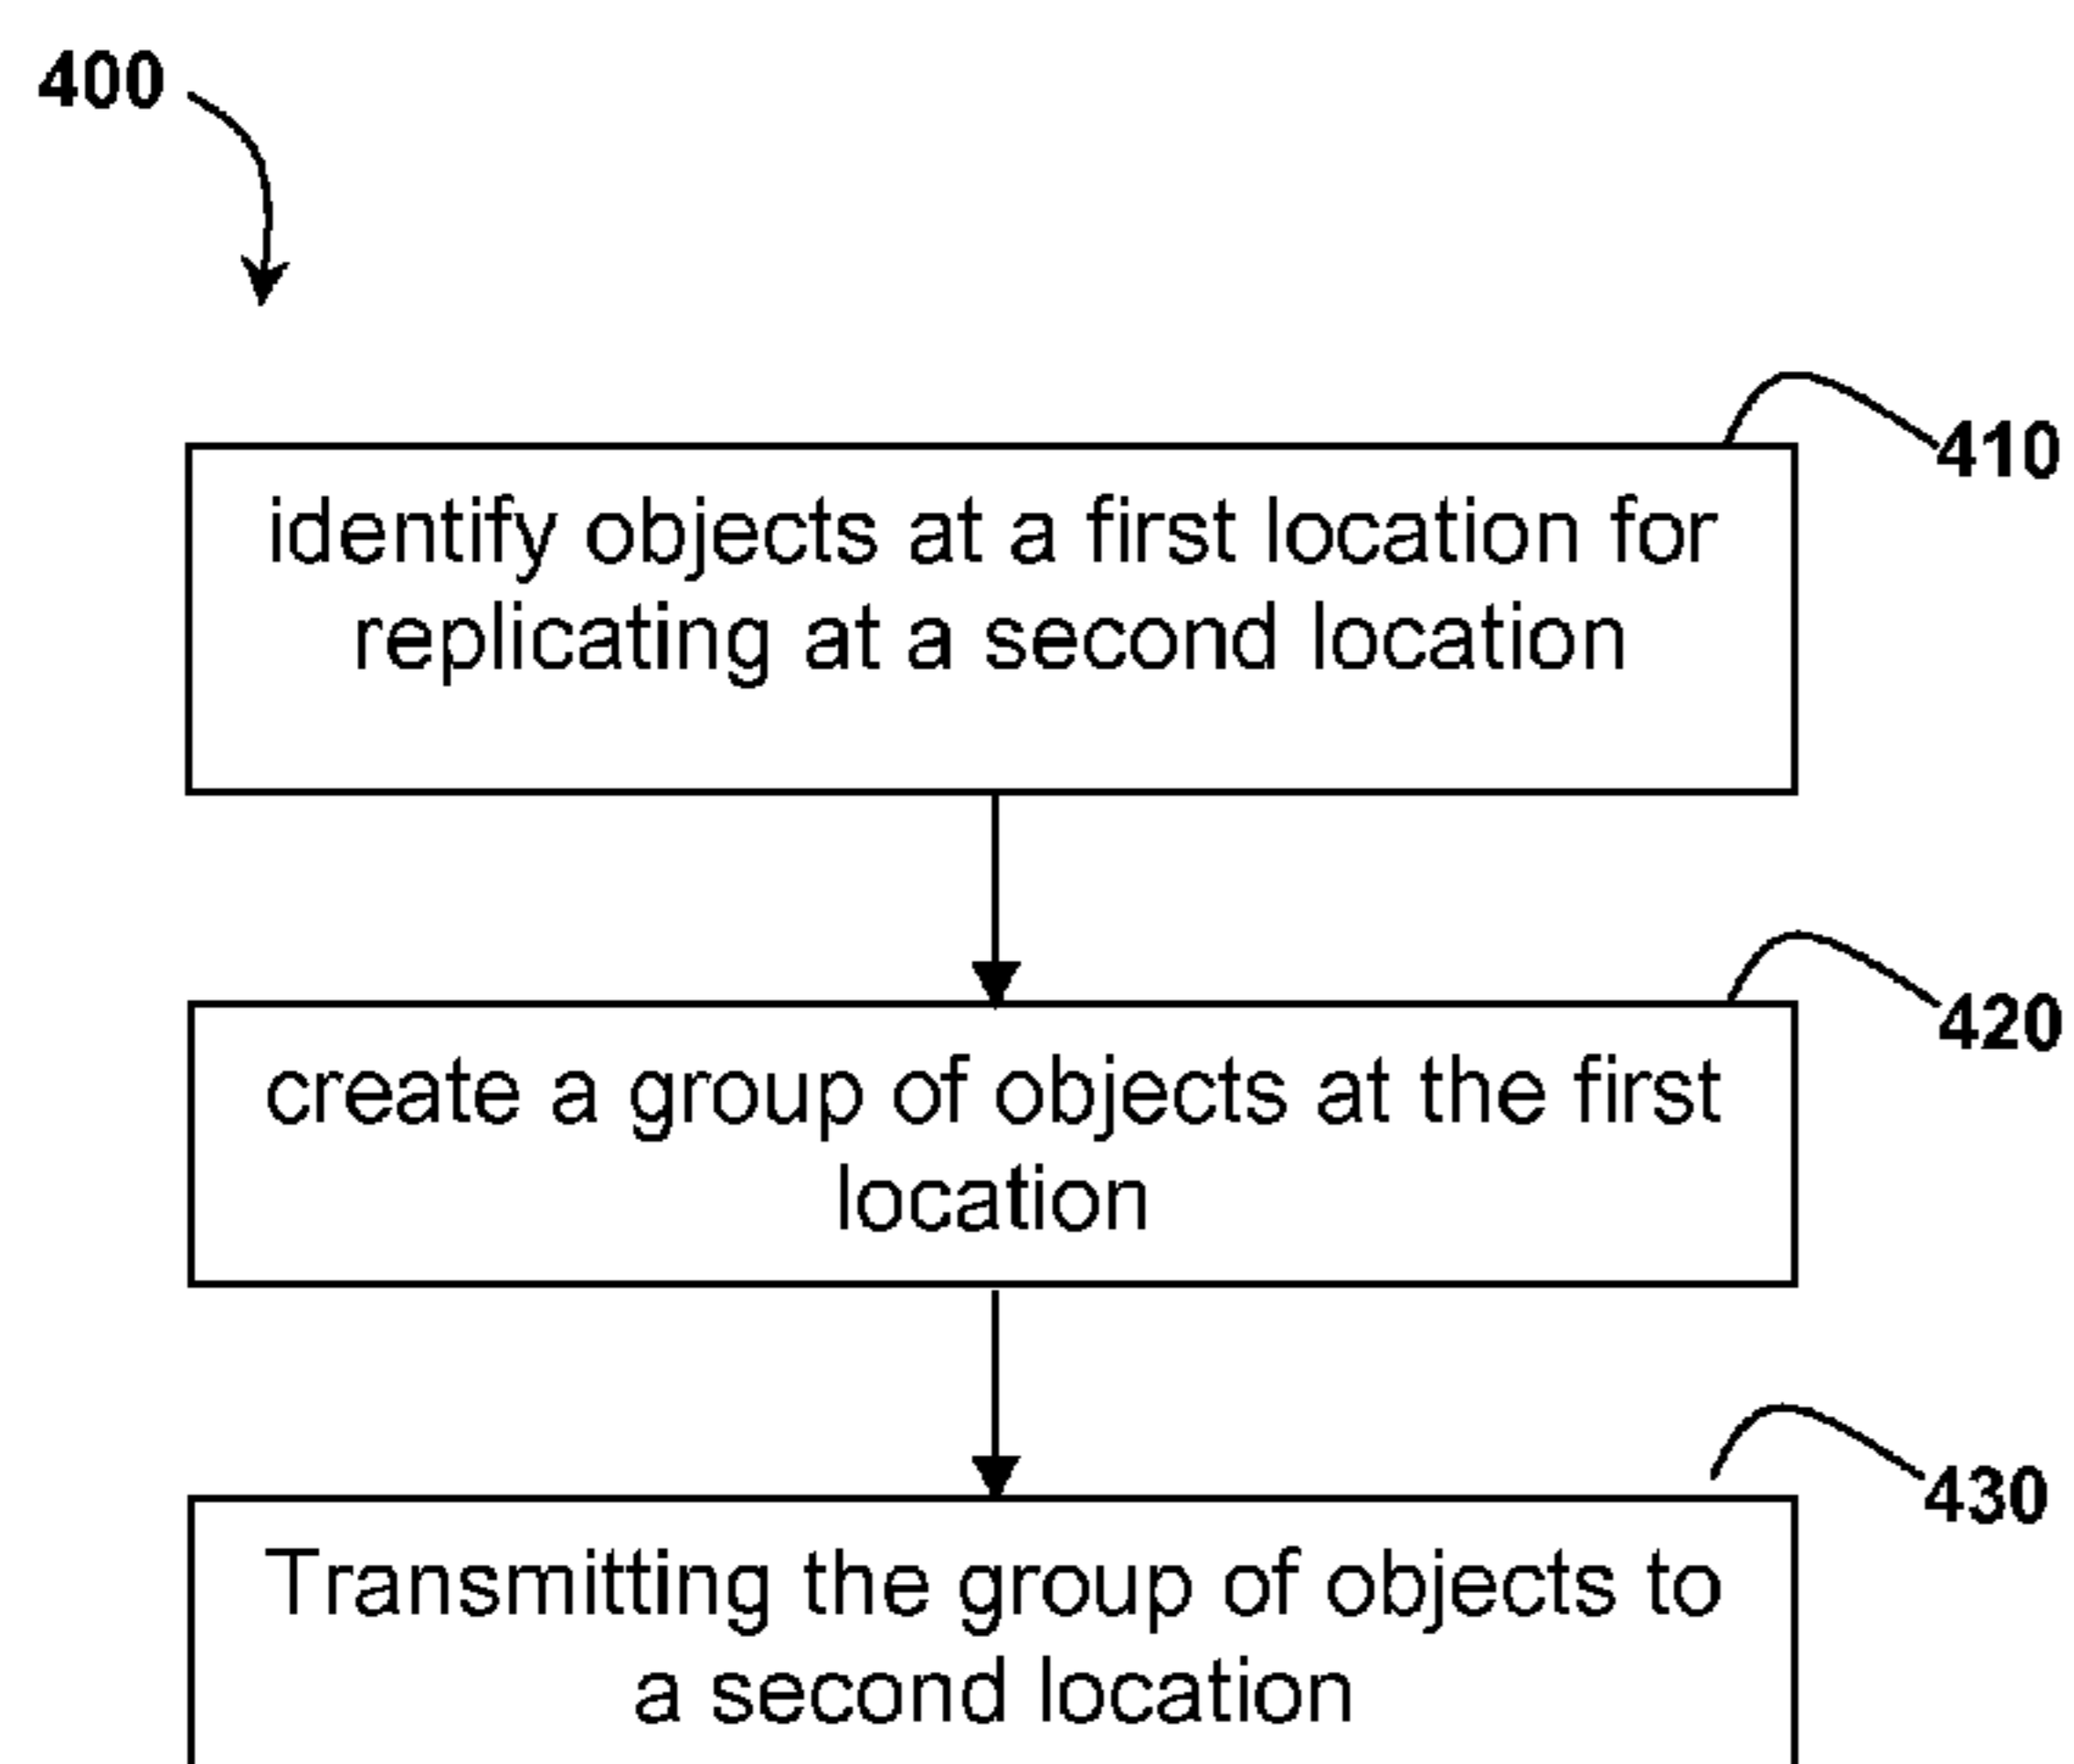 400
410
identify objects at a first location for
replicating at a second location
420
create a group of objects at the first
location
430
Transmitting the group of objects to
a second location